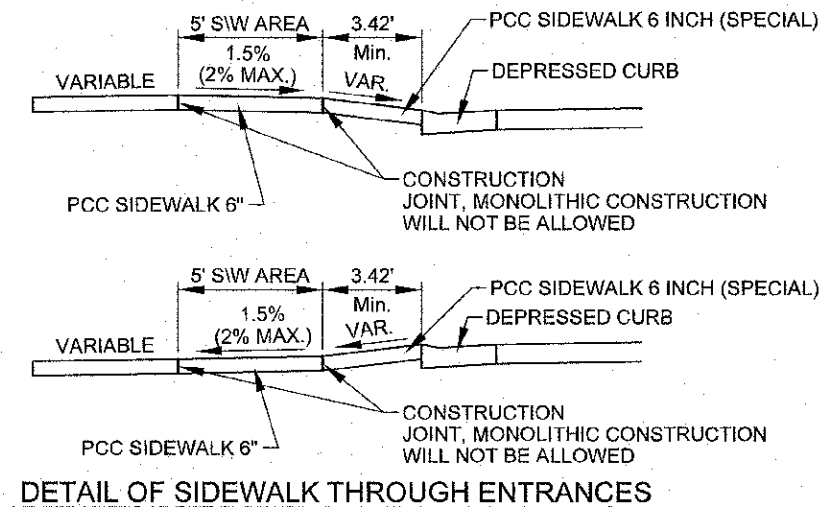 5' S\W AREA 3.42'
PCC SIDEWALK 6 INCH (SPECIAL)
1.5% Min.
(2% MAX.) VAR.
VARIABLE
DEPRESSED CURB
CONSTRUCTION
JOINT, MONOLITHIC CONSTRUCTION
WILL NOT BE ALLOWED
PCC SIDEWALK 6"
5' S\W AREA 3.42'
PCC SIDEWALK 6 INCH (SPECIAL)
1.5% Min.
(2% MAX.) VAR.
DEPRESSED CURB
VARIABLE
CONSTRUCTION
JOINT, MONOLITHIC CONSTRUCTION
WILL NOT BE ALLOWED
PCC SIDEWALK 6"
DETAIL OF SIDEWALK THROUGH ENTRANCES